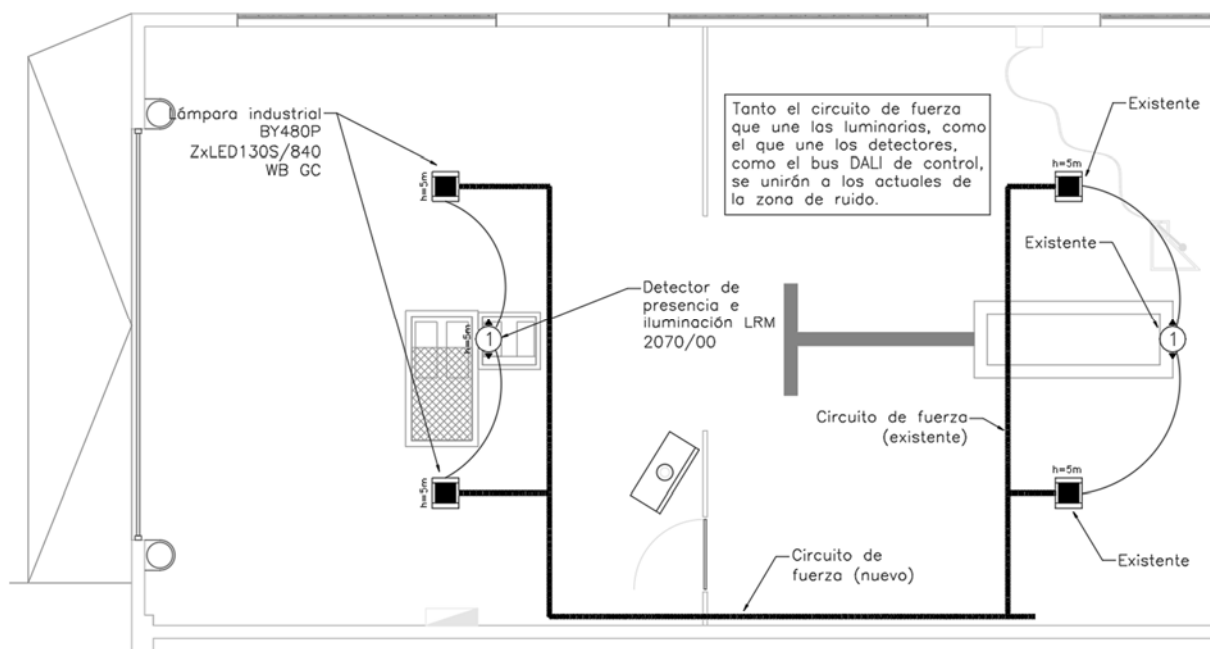 Lámpara industrial
BY480P
ZxLED130S/840
WB GC
h=5m
h=5m
h=5m
1
Detector de
presencia e
iluminación LRM
2070/00
Tanto el circuito de fuerza
que une las luminarias, como
el que une los detectores,
como el bus DALI de control,
se unirán a los actuales de
la zona de ruido.
Existente
h=5m
Existente
1
Circuito de fuerza
(existente)
h=5m
Existente
Circuito de
fuerza (nuevo)